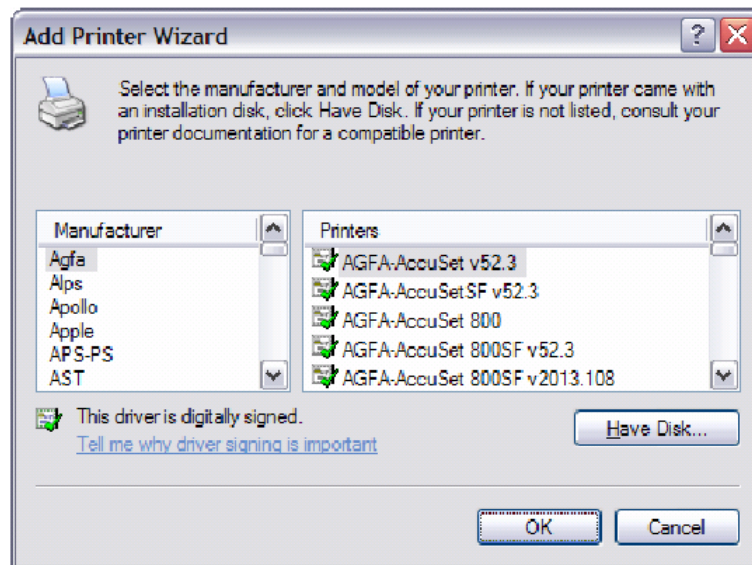 Add Printer Wizard
Select the manufacturer and model of your printer. If your printer came with
an installation disk, click Have Disk. If your printer is not listed, consult your
printer documentation for a compatible printer.
Manufacturer
Agfa
Alps
Apollo
Apple
APS-PS
AST
Printers
AGFA-AccuSet v52.3
AGFA-AccuSetSF v52.3
AGFA-AccuSet 800
AGFA-AccuSet 800SF v52.3
AGFA-AccuSet 800SF v2013.108
This driver is digitally signed.
Tell me why driver signing is important
Have Disk...
OK
Cancel